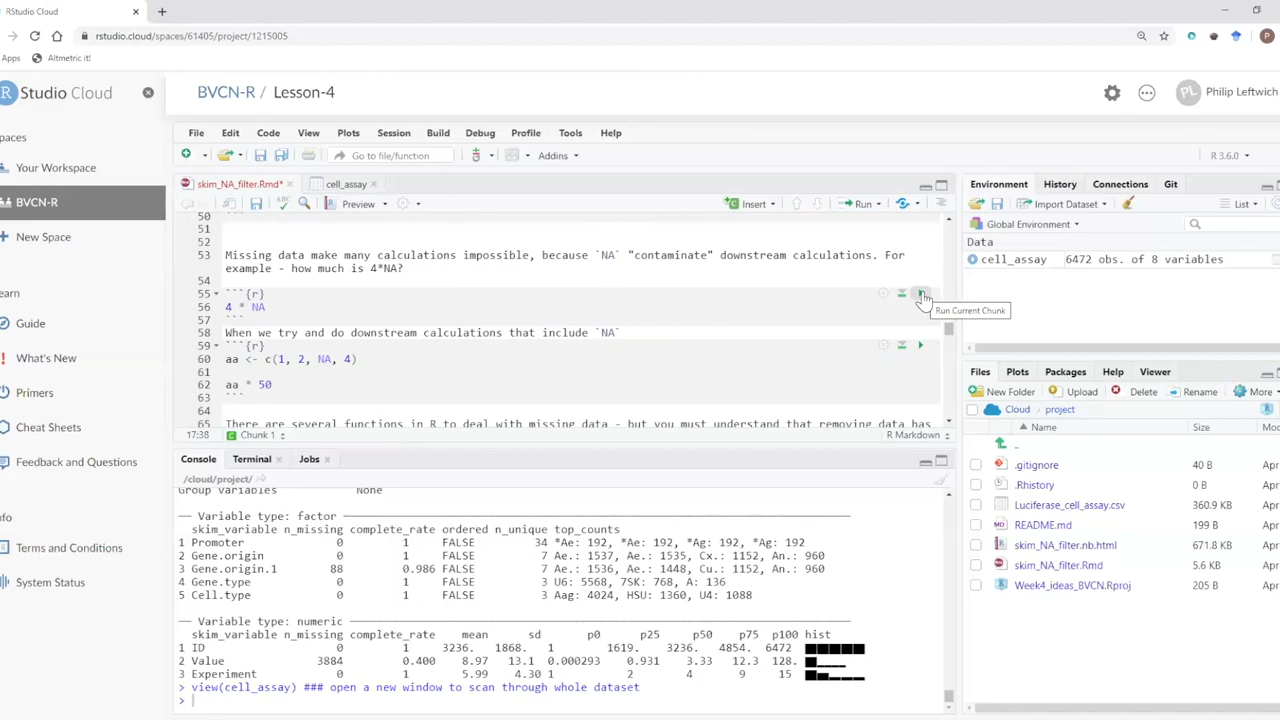 RStudio Cloud
rstudio.cloud/spaces/61405/project/1215005
Apps Altmetric it!
R Studio Cloud
BVCN-R / Lesson-4
PL Philip Leftwich
paces
Your Workspace
BVCN-R
New Space
earn
Guide
What's New
Primers
Cheat Sheets
Feedback and Questions
nfo
Terms and Conditions
System Status
File Edit Code View Plots Session Build Debug Profile Tools Help
Go to file/function Addins R 3.6.0
skim_NA_filter.Rmd* cell_assay
ABC Preview Insert Run
50 ```
51
52
53 Missing data make many calculations impossible, because `NA` "contaminate" downstream calculations. For
example - how much is 4*NA?
54
55 ```{r}
56 4 * NA
57 ```
58 When we try and do downstream calculations that include `NA`
59 ```{r}
60 aa <- c(1, 2, NA, 4)
61
62 aa * 50
63 ```
64
65 There are several functions in R to deal with missing data - but you must understand that removing data has
Run Current Chunk
17:38 Chunk 1 R Markdown
Console Terminal Jobs
/cloud/project/
Group variables None
── Variable type: factor ──
skim_variable n_missing complete_rate ordered n_unique top_counts
1 Promoter 0 1 FALSE 34 *Ae: 192, *Ae: 192, *Ag: 192, *Ag: 192
2 Gene.origin 0 1 FALSE 7 Ae.: 1537, Ae.: 1535, Cx.: 1152, An.: 960
3 Gene.origin.1 88 0.986 FALSE 7 Ae.: 1536, Ae.: 1448, Cu.: 1152, An.: 960
4 Gene.type 0 1 FALSE 3 U6: 5568, 7SK: 768, A: 136
5 Cell.type 0 1 FALSE 3 Aag: 4024, HSU: 1360, U4: 1088
── Variable type: numeric ──
skim_variable n_missing complete_rate mean sd p0 p25 p50 p75 p100 hist
1 ID 0 1 3236. 1868. 1 1619. 3236. 4854. 6472
2 Value 3884 0.400 8.97 13.1 0.000293 0.931 3.33 12.3 128.
3 Experiment 0 1 5.99 4.30 1 2 4 9 15
> view(cell_assay) ### open a new window to scan through whole dataset
>
Environment History Connections Git
Import Dataset List
Global Environment
Data
cell_assay 6472 obs. of 8 variables
Files Plots Packages Help Viewer
New Folder Upload Delete Rename More
Cloud project
Name Size Moc
..
.gitignore 40 B Apr
.Rhistory 0 B Apr
Luciferase_cell_assay.csv 360.9 KB Apr
README.md 199 B Apr
skim_NA_filter.nb.html 671.8 KB Apr
skim_NA_filter.Rmd 5.6 KB Apr
Week4_ideas_BVCN.Rproj 205 B Apr